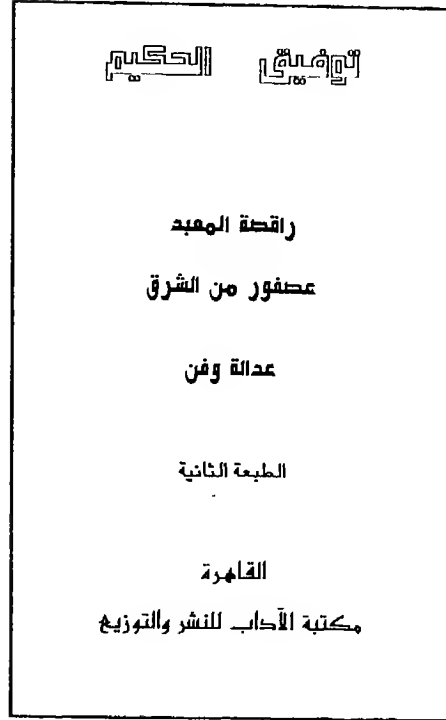 توفيق الحكيم
راقصة المعبد
عصفور من الشرق
عدالة وفن
الطبعة الثانية
القاهرة
مكتبة الآداب للنشر والتوزيع